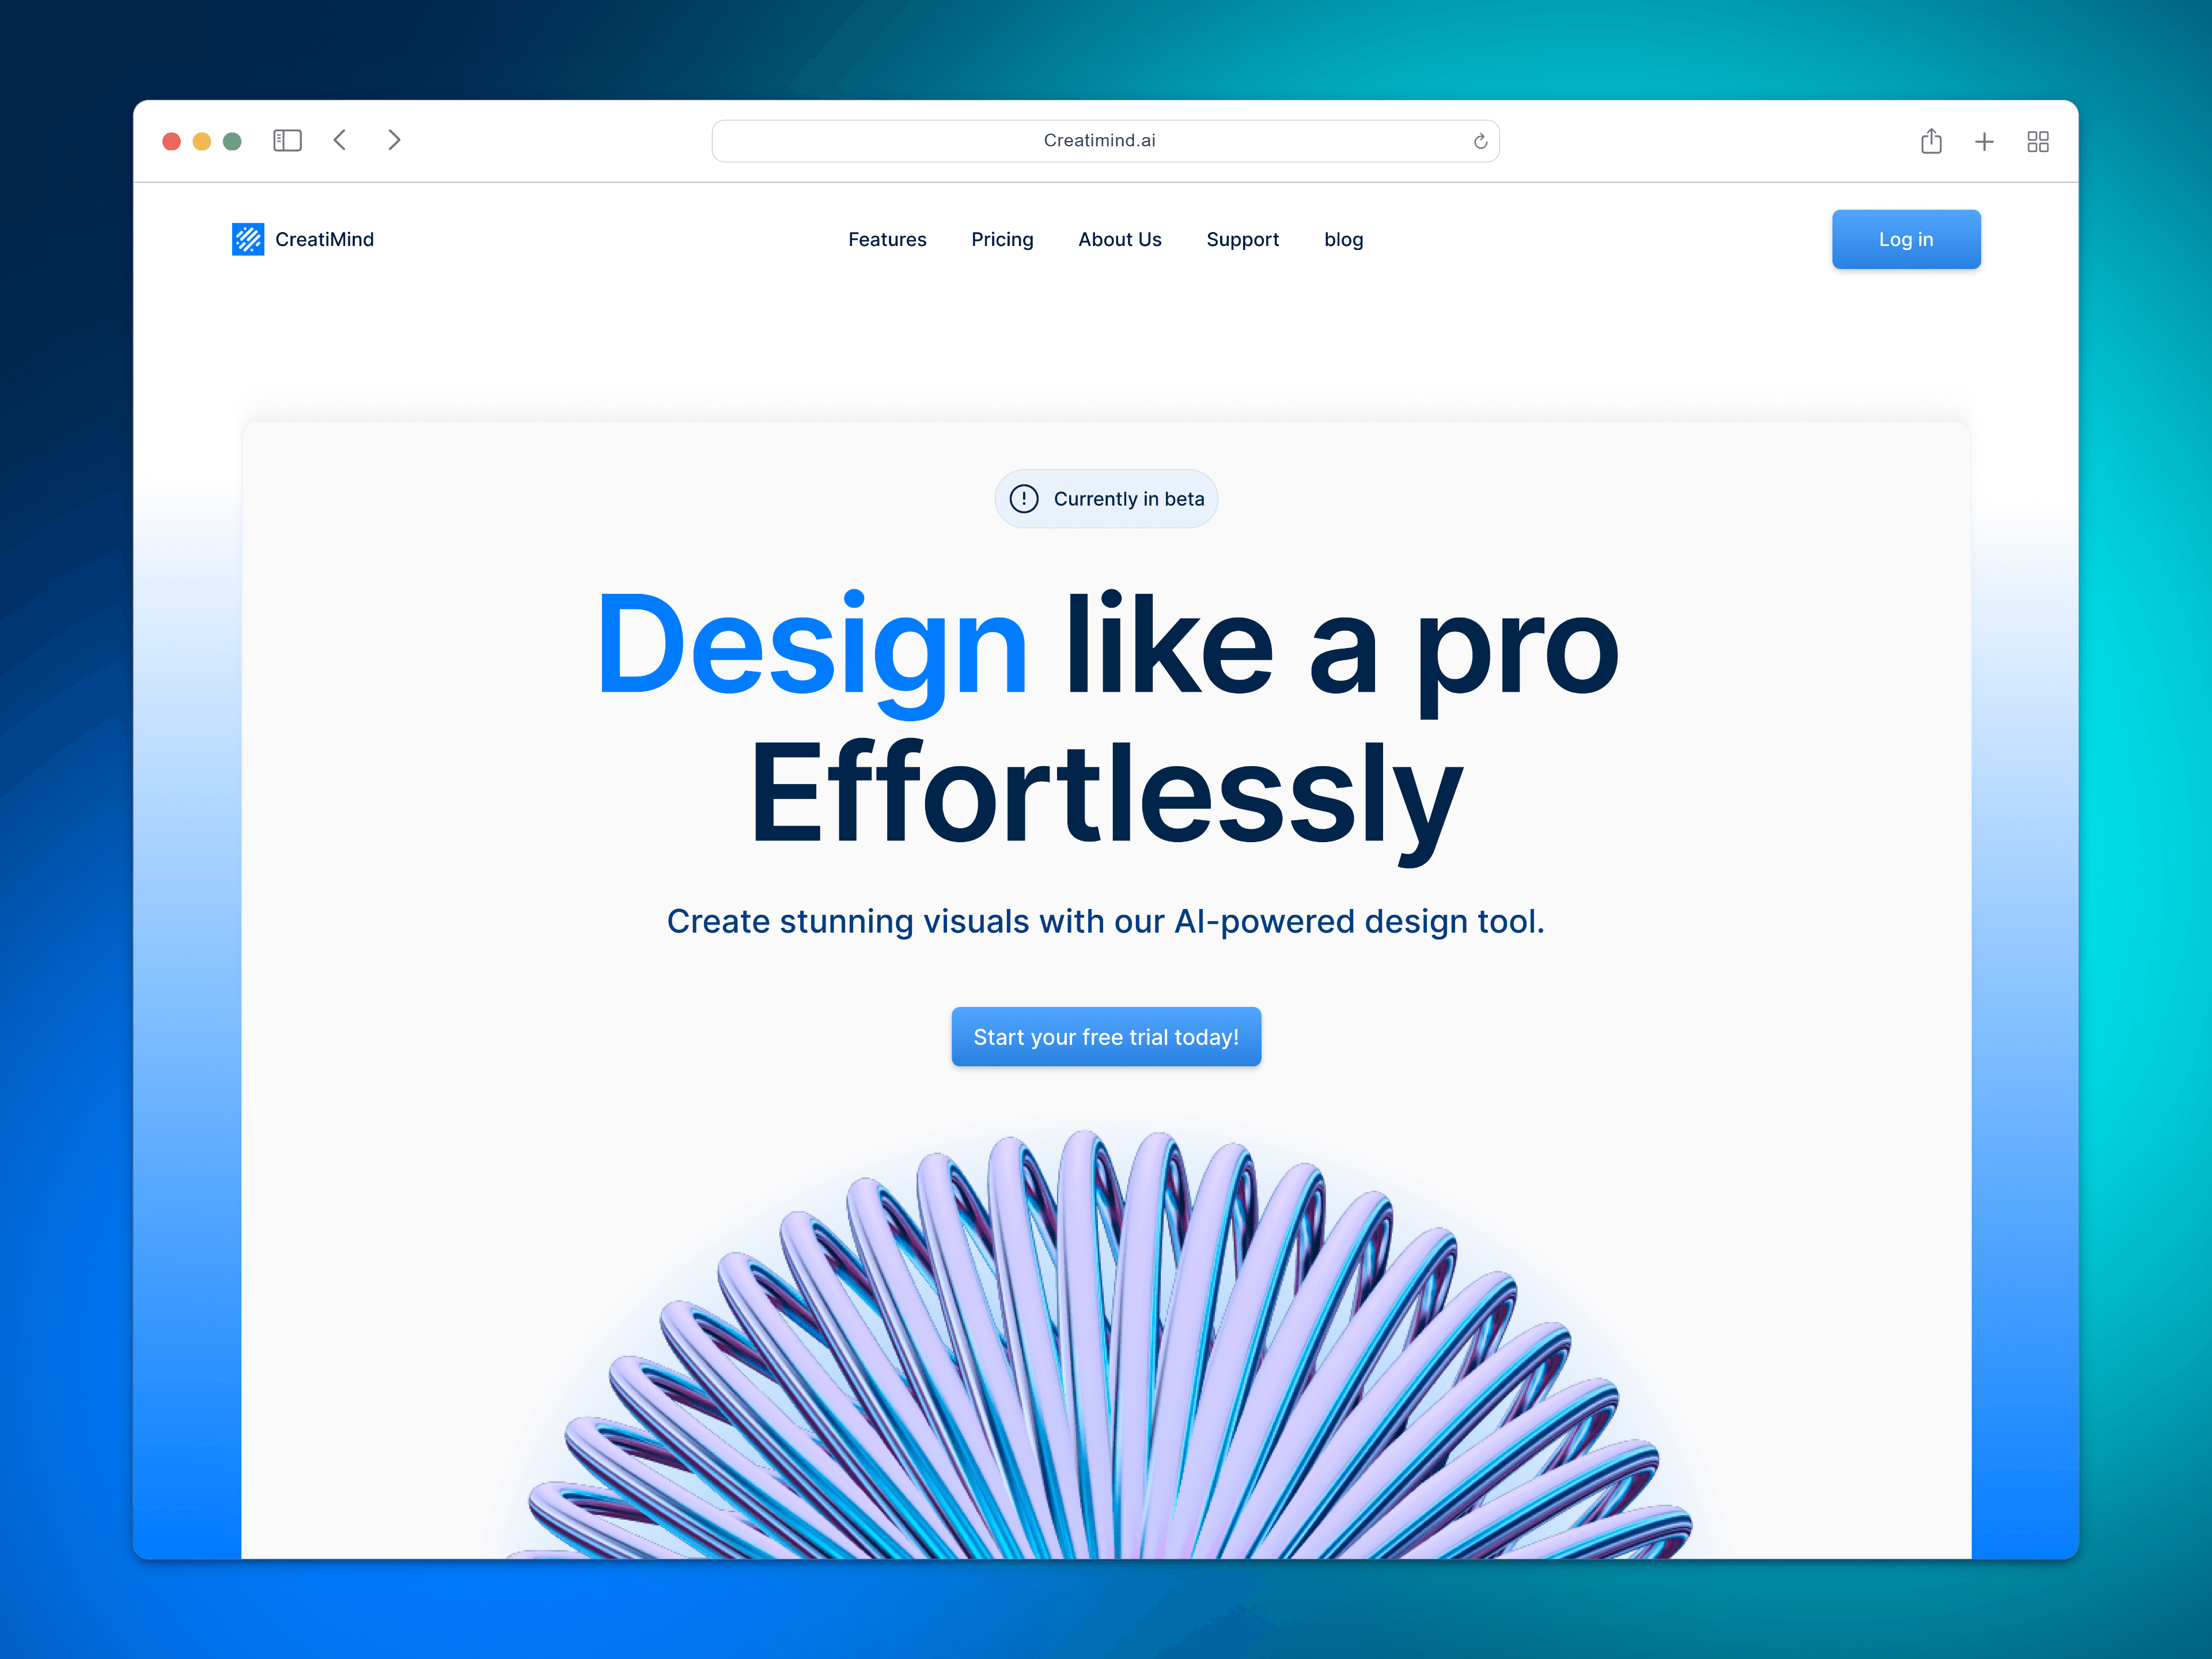 Creatimind.ai
CreatiMind
Features
Pricing
About Us
Support
blog
Log in
Currently in beta
Design like a pro
Effortlessly
Create stunning visuals with our AI-powered design tool.
Start your free trial today!